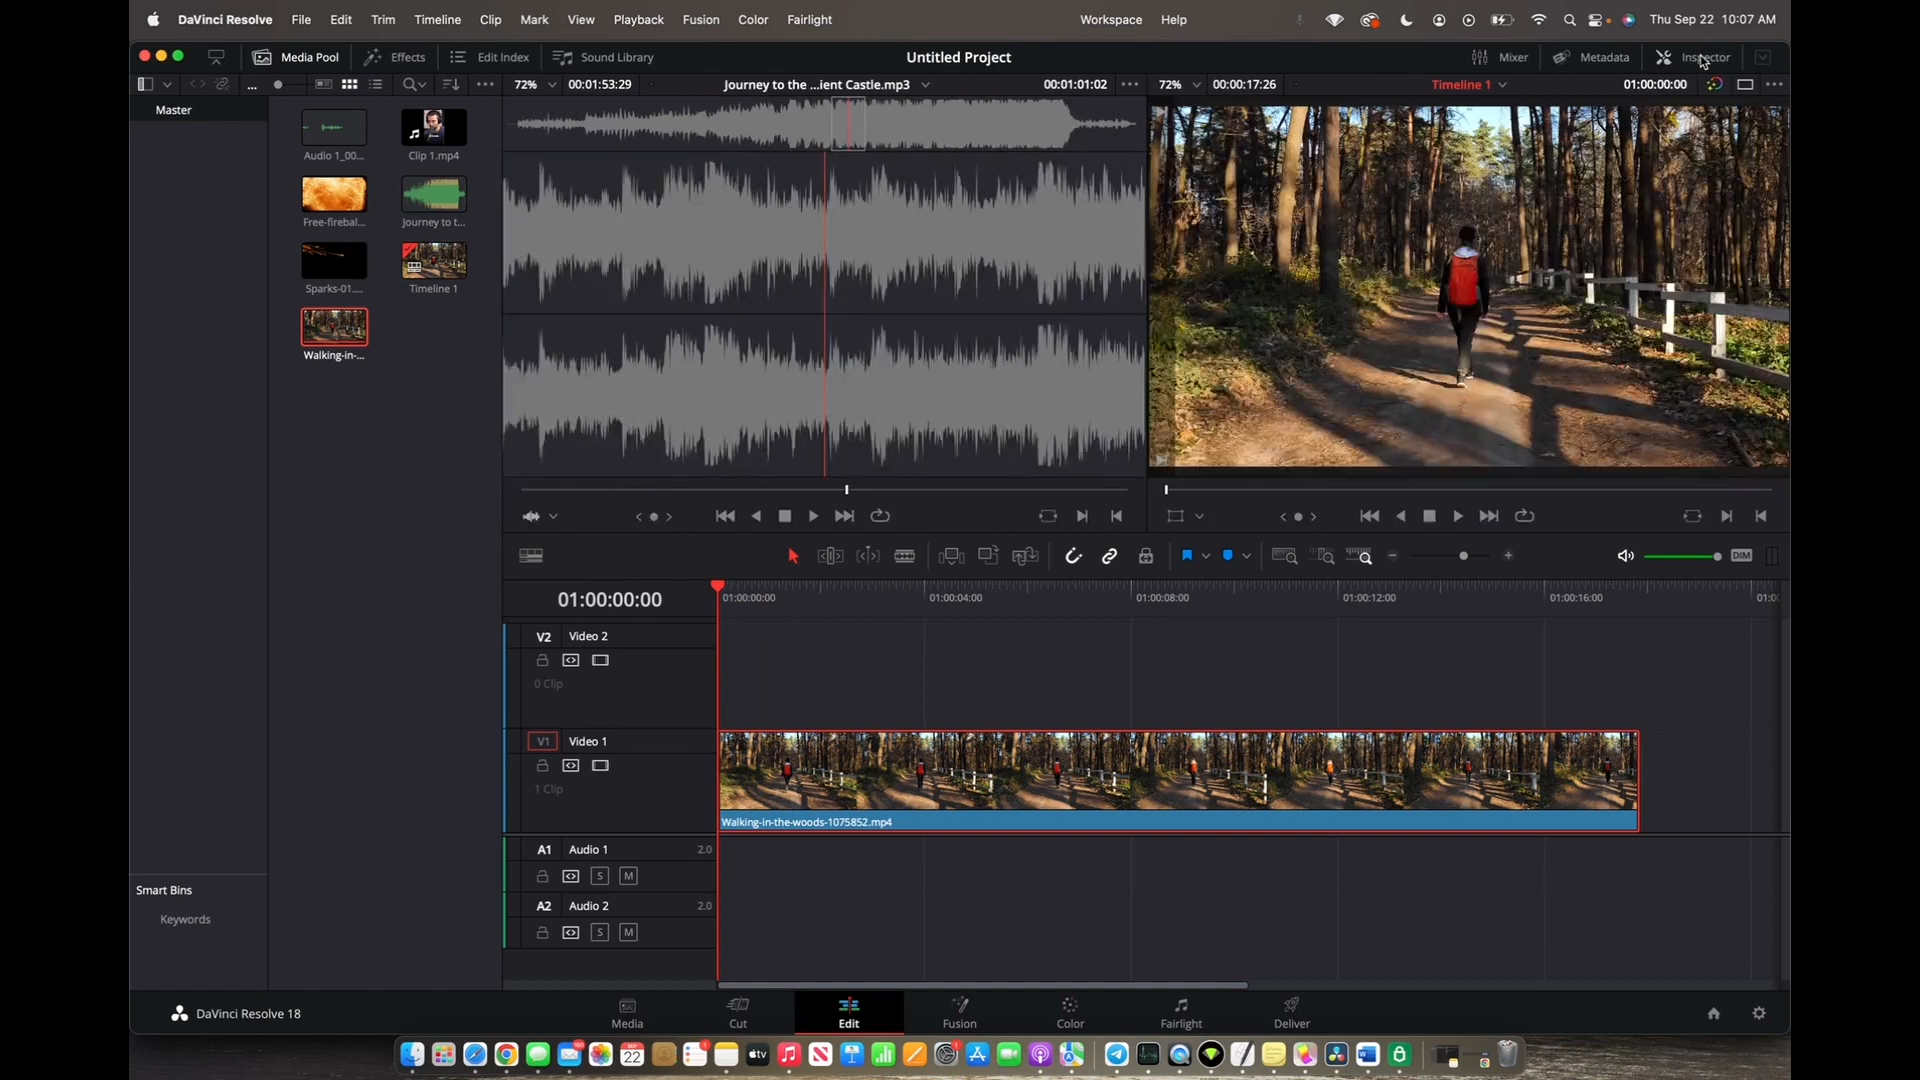 DaVinci Resolve File Edit Trim Timeline Clip Mark View Playback Fusion Color Fairlight Workspace Help Thu Sep 22 10:07 AM
Media Pool Effects Edit Index Sound Library Untitled Project Mixer Metadata Inspector
72% 00:01:53:29 Journey to the ...ient Castle.mp3 00:01:01:02 72% 00:00:17:26 Timeline 1 01:00:00:00
Master
Audio 1_00...
Clip 1.mp4
Free-firebal...
Journey to t...
Sparks-01....
Timeline 1
Walking-in-...
DIM
01:00:00:00
01:00:00:00 01:00:04:00 01:00:08:00 01:00:12:00 01:00:16:00 01:00
V2 Video 2
0 Clip
V1 Video 1
1 Clip
Walking-in-the-woods-1075852.mp4
A1 Audio 1 2.0
S M
A2 Audio 2 2.0
S M
Smart Bins
Keywords
DaVinci Resolve 18
Media Cut Edit Fusion Color Fairlight Deliver